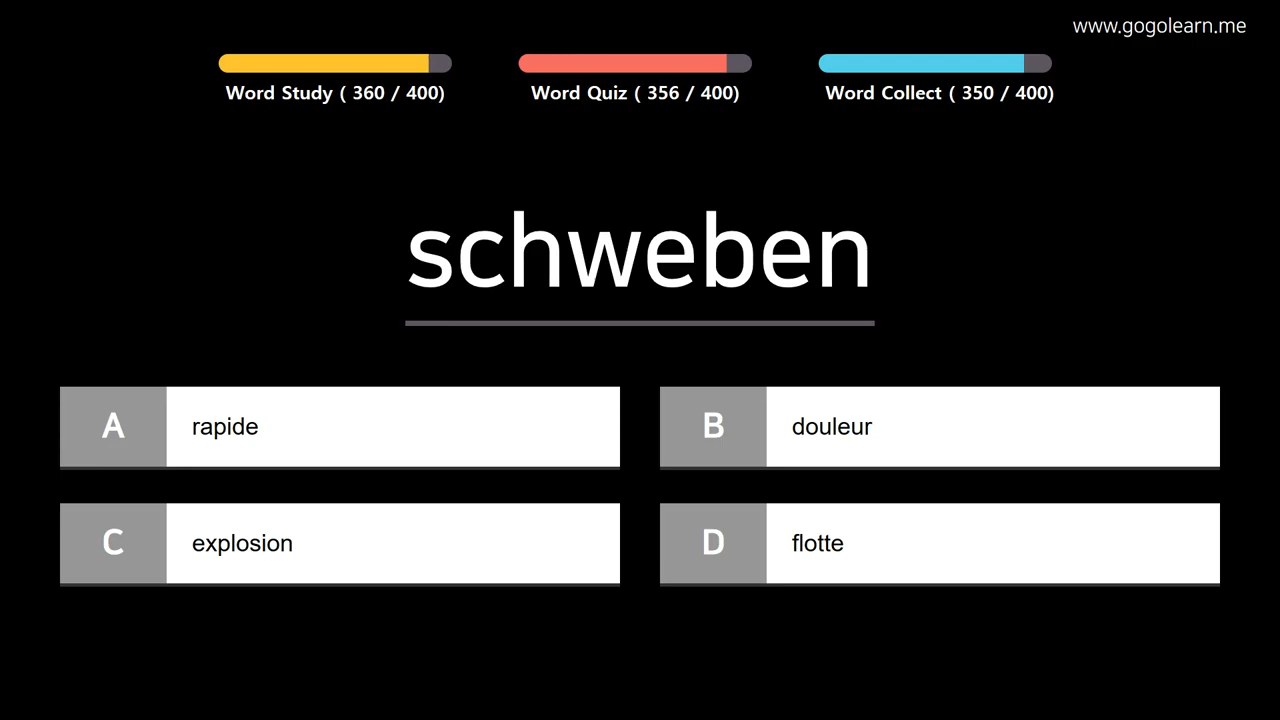 www.gogolearn.me
Word Study ( 360 / 400)
Word Quiz ( 356 / 400)
Word Collect ( 350 / 400)
schweben
A rapide
B douleur
C explosion
D flotte